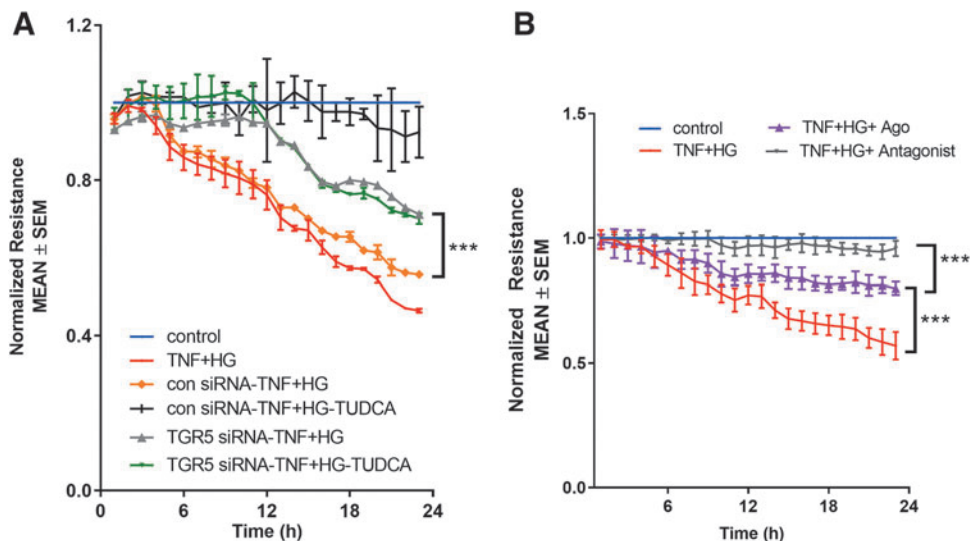 A
Normalized Resistance
MEAN ± SEM
1.2
0.8
0.4
0.0
control
TNF+HG
con siRNA-TNF+HG
con siRNA-TNF+HG-TUDCA
TGR5 siRNA-TNF+HG
TGR5 siRNA-TNF+HG-TUDCA
***
0 6 12 18 24
Time (h)
B
Normalized Resistance
MEAN ± SEM
1.5
1.0
0.5
0.0
control
TNF+HG
TNF+HG+ Ago
TNF+HG+ Antagonist
***
***
6 12 18 24
Time (h)